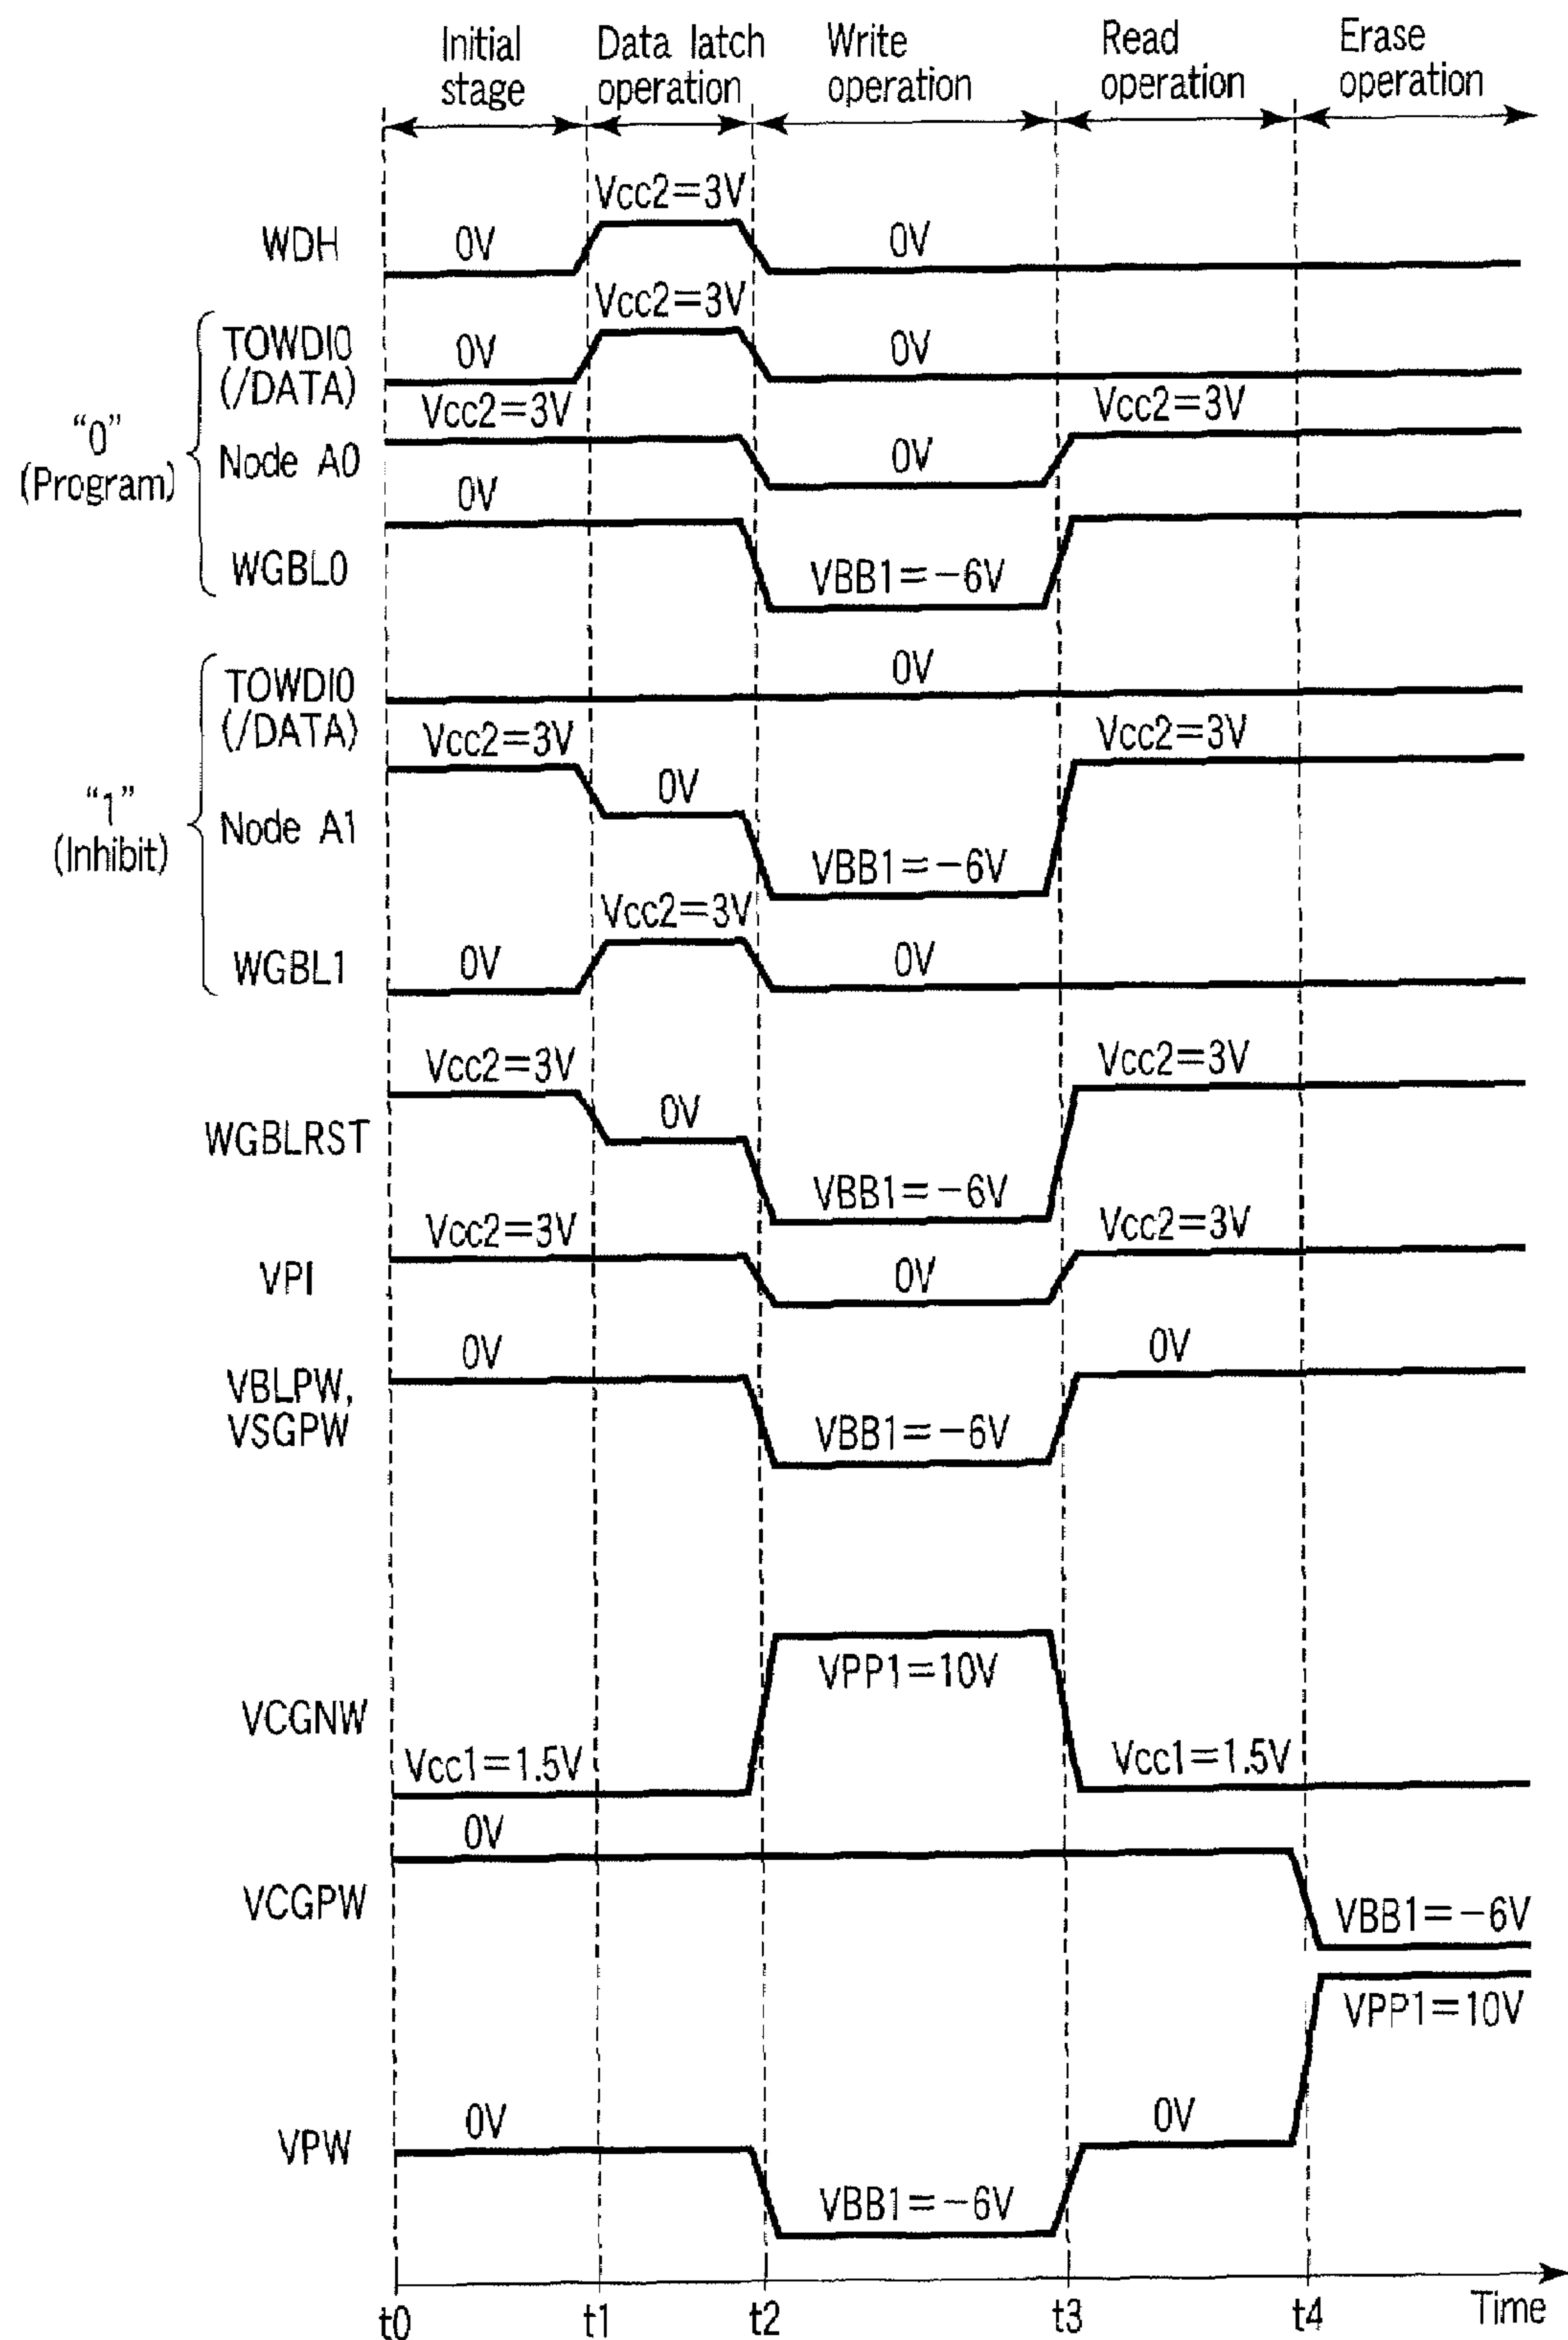 Initial stage
Data latch operation
Write operation
Read operation
Erase operation
Vcc2=3V
WDH
0V
0V
Vcc2=3V
TOWDI0
(/DATA)
0V
0V
Vcc2=3V
Vcc2=3V
"0"
(Program)
Node A0
0V
0V
WGBL0
VBB1=−6V
TOWDI0
(/DATA)
0V
Vcc2=3V
Vcc2=3V
"1"
(Inhibit)
Node A1
0V
VBB1=−6V
Vcc2=3V
WGBL1
0V
0V
Vcc2=3V
Vcc2=3V
WGBLRST
0V
VBB1=−6V
Vcc2=3V
Vcc2=3V
VPI
0V
0V
0V
VBLPW,
VSGPW
VBB1=−6V
VPP1=10V
VCGNW
Vcc1=1.5V
Vcc1=1.5V
0V
VCGPW
VBB1=−6V
VPP1=10V
0V
0V
VPW
VBB1=−6V
t0 t1 t2 t3 t4 Time